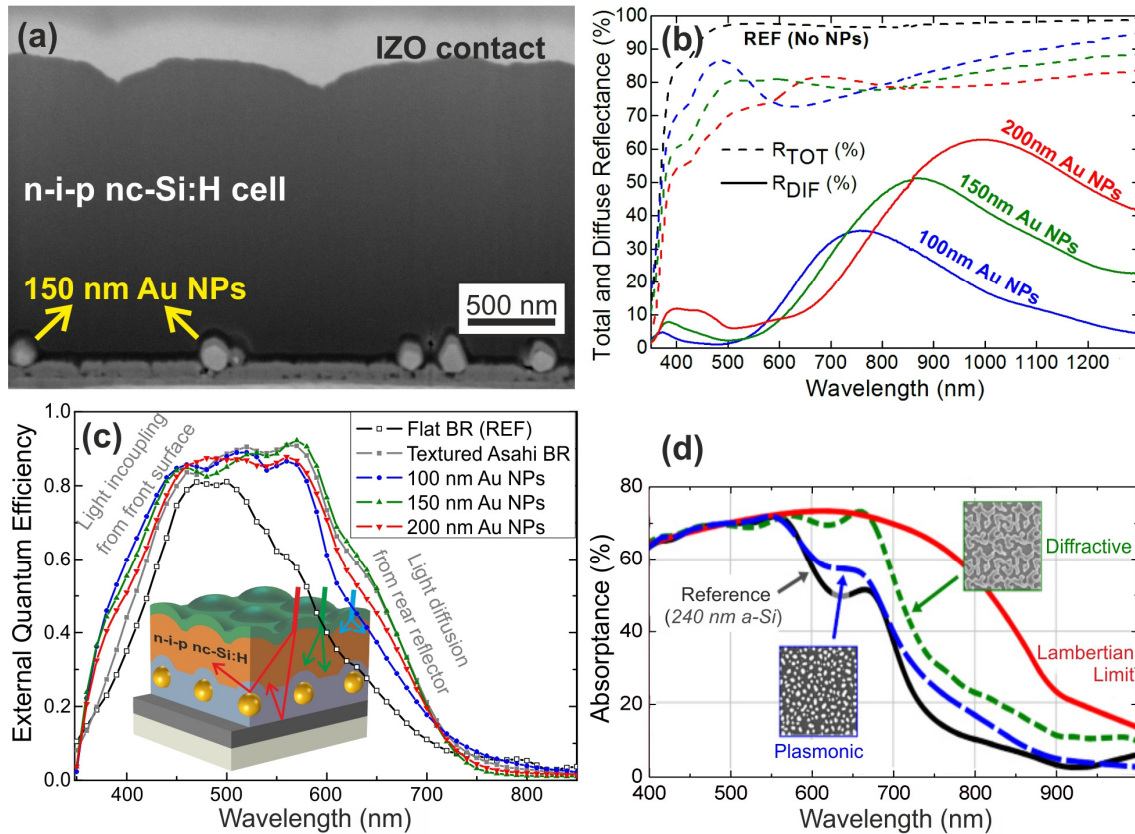 (a)
IZO contact
n-i-p nc-Si:H cell
150 nm Au NPs
500 nm
(b)
Total and Diffuse Reflectance (%)
100
90
80
70
60
50
40
30
20
10
0
REF (No NPs)
R_TOT (%)
R_DIF (%)
200nm Au NPs
150nm Au NPs
100nm Au NPs
400 500 600 700 800 900 1000 1100 1200
Wavelength (nm)
(c)
External Quantum Efficiency
1.0
0.8
0.6
0.4
0.2
0.0
Light incoupling
from front surface
Flat BR (REF)
Textured Asahi BR
100 nm Au NPs
150 nm Au NPs
200 nm Au NPs
Light diffusion
from rear reflector
n-i-p nc-Si:H
400 500 600 700 800
Wavelength (nm)
(d)
Absorptance (%)
80
70
60
40
20
0
Diffractive
Reference
(240 nm a-Si)
Lambertian
Limit
Plasmonic
400 500 600 700 800 900
Wavelength (nm)